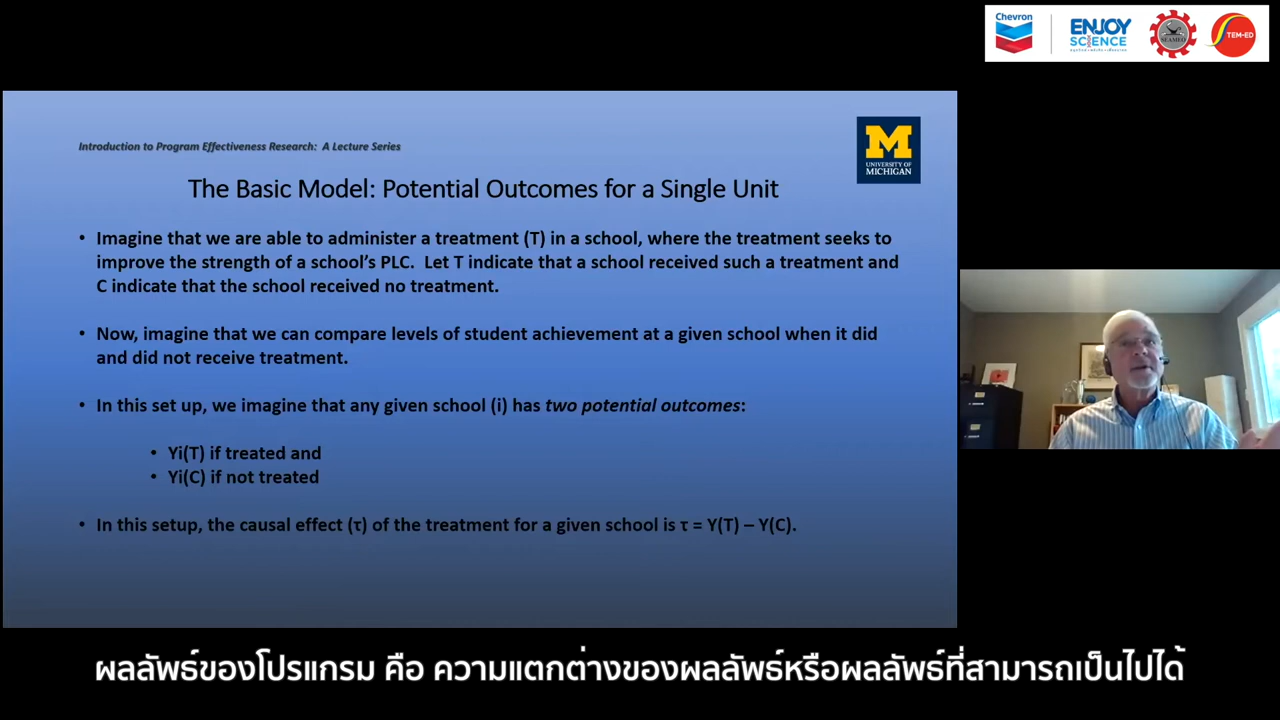 Chevron
ENJOY
SCIENCE
SEAMEO
STEM-ED
Introduction to Program Effectiveness Research: A Lecture Series
M
UNIVERSITY OF
MICHIGAN
The Basic Model: Potential Outcomes for a Single Unit
• Imagine that we are able to administer a treatment (T) in a school, where the treatment seeks to
improve the strength of a school's PLC. Let T indicate that a school received such a treatment and
C indicate that the school received no treatment.
• Now, imagine that we can compare levels of student achievement at a given school when it did
and did not receive treatment.
• In this set up, we imagine that any given school (i) has two potential outcomes:
• Yi(T) if treated and
• Yi(C) if not treated
• In this setup, the causal effect (τ) of the treatment for a given school is τ = Y(T) – Y(C).
ผลลัพธ์ของโปรแกรม คือ ความแตกต่างของผลลัพธ์หรือผลลัพธ์ที่สามารถเป็นไปได้